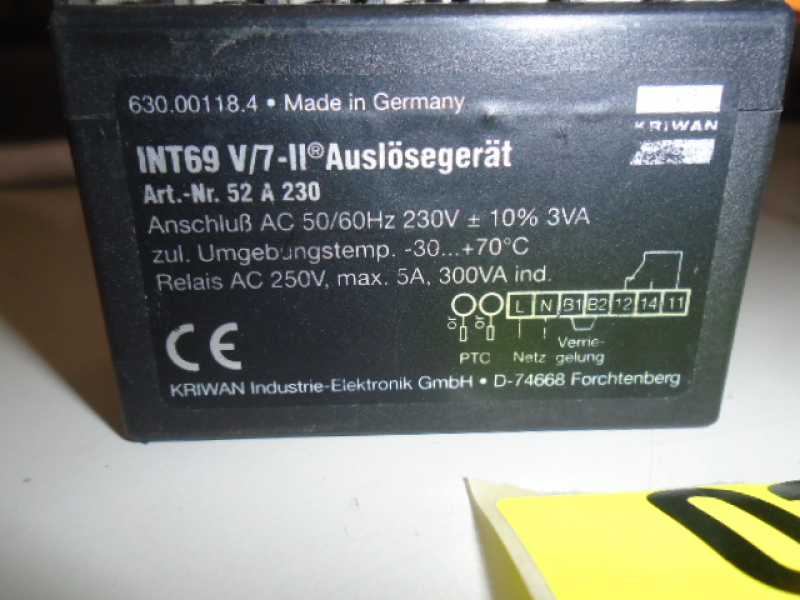 630.00118.4 • Made in Germany
KRIWAN
INT69 V/7-II® Auslösegerät
Art.-Nr. 52 A 230
Anschluß AC 50/60Hz 230V ± 10% 3VA
zul. Umgebungstemp. -30...+70°C
Relais AC 250V, max. 5A, 300VA ind.
L N B1 B2 12 14 11
or or
PTC Netz Verrie-
gelung
CE
KRIWAN Industrie-Elektronik GmbH • D-74668 Forchtenberg